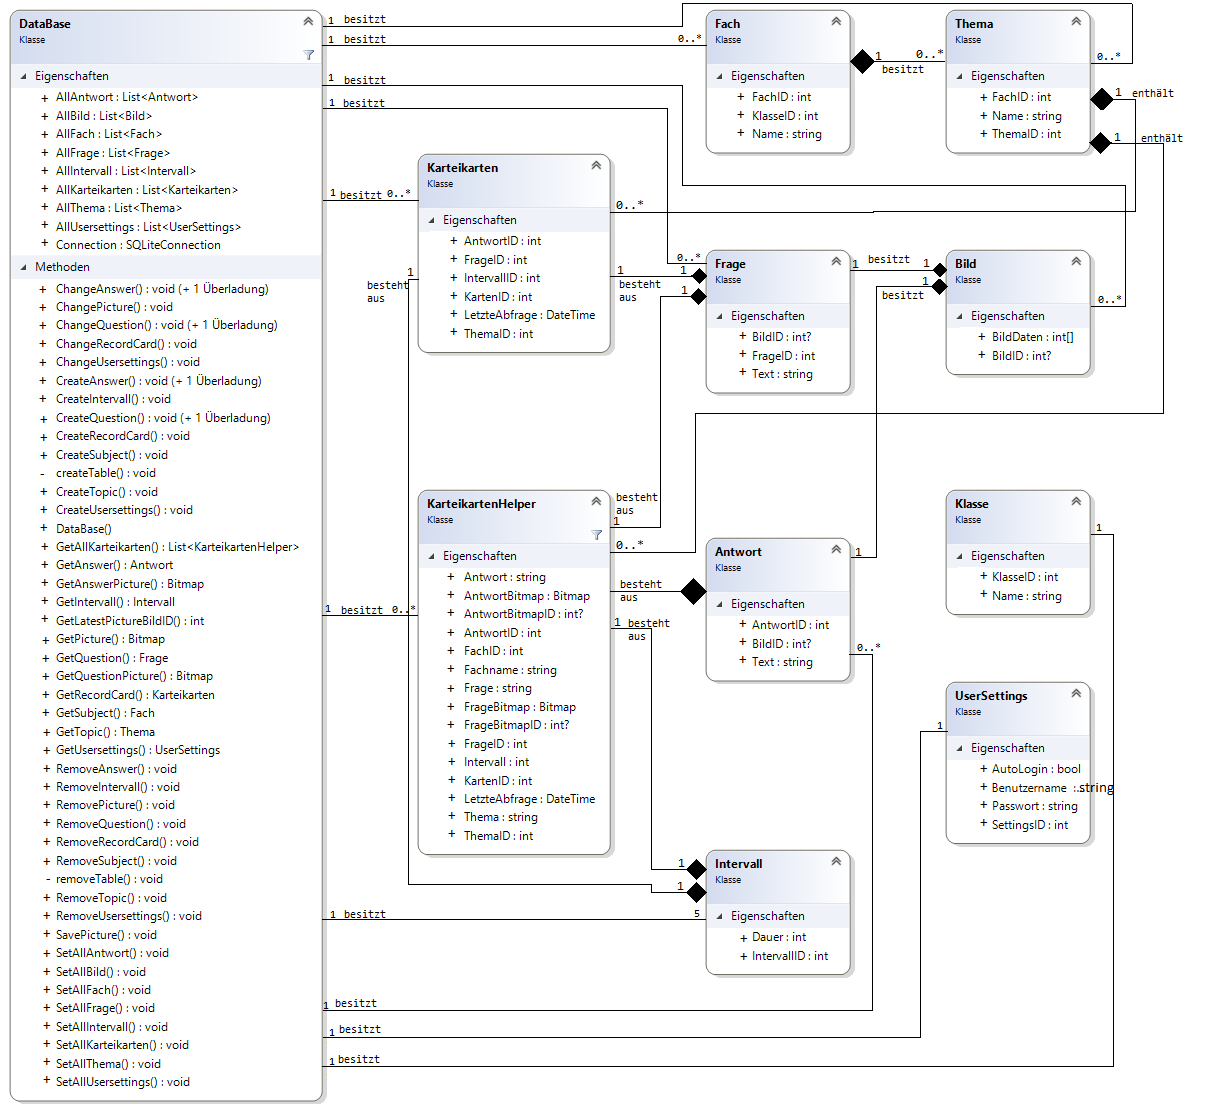 DataBase
Klasse
Eigenschaften
+ AllAntwort : List<Antwort>
+ AllBild : List<Bild>
+ AllFach : List<Fach>
+ AllFrage : List<Frage>
+ AllIntervall : List<Intervall>
+ AllKarteikarten : List<Karteikarten>
+ AllThema : List<Thema>
+ AllUsersettings : List<UserSettings>
+ Connection : SQLiteConnection
Methoden
+ ChangeAnswer() : void (+ 1 Überladung)
+ ChangePicture() : void
+ ChangeQuestion() : void (+ 1 Überladung)
+ ChangeRecordCard() : void
+ ChangeUsersettings() : void
+ CreateAnswer() : void (+ 1 Überladung)
+ CreateIntervall() : void
+ CreateQuestion() : void (+ 1 Überladung)
+ CreateRecordCard() : void
+ CreateSubject() : void
- createTable() : void
+ CreateTopic() : void
+ CreateUsersettings() : void
+ DataBase()
+ GetAllKarteikarten() : List<KarteikartenHelper>
+ GetAnswer() : Antwort
+ GetAnswerPicture() : Bitmap
+ GetIntervall() : Intervall
+ GetLatestPictureBildID() : int
+ GetPicture() : Bitmap
+ GetQuestion() : Frage
+ GetQuestionPicture() : Bitmap
+ GetRecordCard() : Karteikarten
+ GetSubject() : Fach
+ GetTopic() : Thema
+ GetUsersettings() : UserSettings
+ RemoveAnswer() : void
+ RemoveIntervall() : void
+ RemovePicture() : void
+ RemoveQuestion() : void
+ RemoveRecordCard() : void
+ RemoveSubject() : void
- removeTable() : void
+ RemoveTopic() : void
+ RemoveUsersettings() : void
+ SavePicture() : void
+ SetAllAntwort() : void
+ SetAllBild() : void
+ SetAllFach() : void
+ SetAllFrage() : void
+ SetAllIntervall() : void
+ SetAllKarteikarten() : void
+ SetAllThema() : void
+ SetAllUsersettings() : void
1 besitzt
0..*
1 besitzt
0..*
1 besitzt
0..*
1 besitzt
0..*
1 besitzt 0..*
1 besitzt 0..*
1 besitzt
5
1 besitzt
0..*
1 besitzt
1
1 besitzt
1
Fach
Klasse
Eigenschaften
+ FachID : int
+ KlasseID : int
+ Name : string
1
0..*
besitzt
Thema
Klasse
Eigenschaften
+ FachID : int
+ Name : string
+ ThemaID : int
1 enthält
0..*
1 enthält
0..*
Karteikarten
Klasse
Eigenschaften
+ AntwortID : int
+ FrageID : int
+ IntervallID : int
+ KartenID : int
+ LetzteAbfrage : DateTime
+ ThemaID : int
1
besteht
aus
1
1
besteht
aus
1
Frage
Klasse
Eigenschaften
+ BildID : int?
+ FrageID : int
+ Text : string
1 besitzt 1
Bild
Klasse
Eigenschaften
+ BildDaten : int[]
+ BildID : int?
1
besitzt
1
KarteikartenHelper
Klasse
Eigenschaften
+ Antwort : string
+ AntwortBitmap : Bitmap
+ AntwortBitmapID : int?
+ AntwortID : int
+ FachID : int
+ Fachname : string
+ Frage : string
+ FrageBitmap : Bitmap
+ FrageBitmapID : int?
+ FrageID : int
+ Intervall : int
+ KartenID : int
+ LetzteAbfrage : DateTime
+ Thema : string
+ ThemaID : int
besteht
aus
1
1
besteht
aus
1 besteht
aus
1
Antwort
Klasse
Eigenschaften
+ AntwortID : int
+ BildID : int?
+ Text : string
Klasse
Klasse
Eigenschaften
+ KlasseID : int
+ Name : string
UserSettings
Klasse
Eigenschaften
+ AutoLogin : bool
+ Benutzername :.string
+ Passwort : string
+ SettingsID : int
Intervall
Klasse
Eigenschaften
+ Dauer : int
+ IntervallID : int